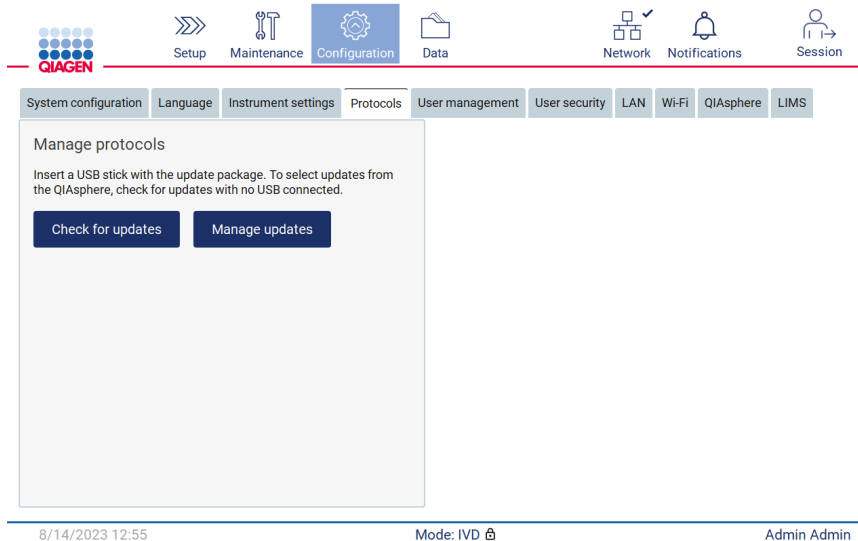 Setup
Maintenance
Configuration
Data
Network
Notifications
Session
QIAGEN
System configuration
Language
Instrument settings
Protocols
User management
User security
LAN
Wi-Fi
QIAsphere
LIMS
Manage protocols
Insert a USB stick with the update package. To select updates from
the QIAsphere, check for updates with no USB connected.
Check for updates
Manage updates
8/14/2023 12:55
Mode: IVD
Admin Admin